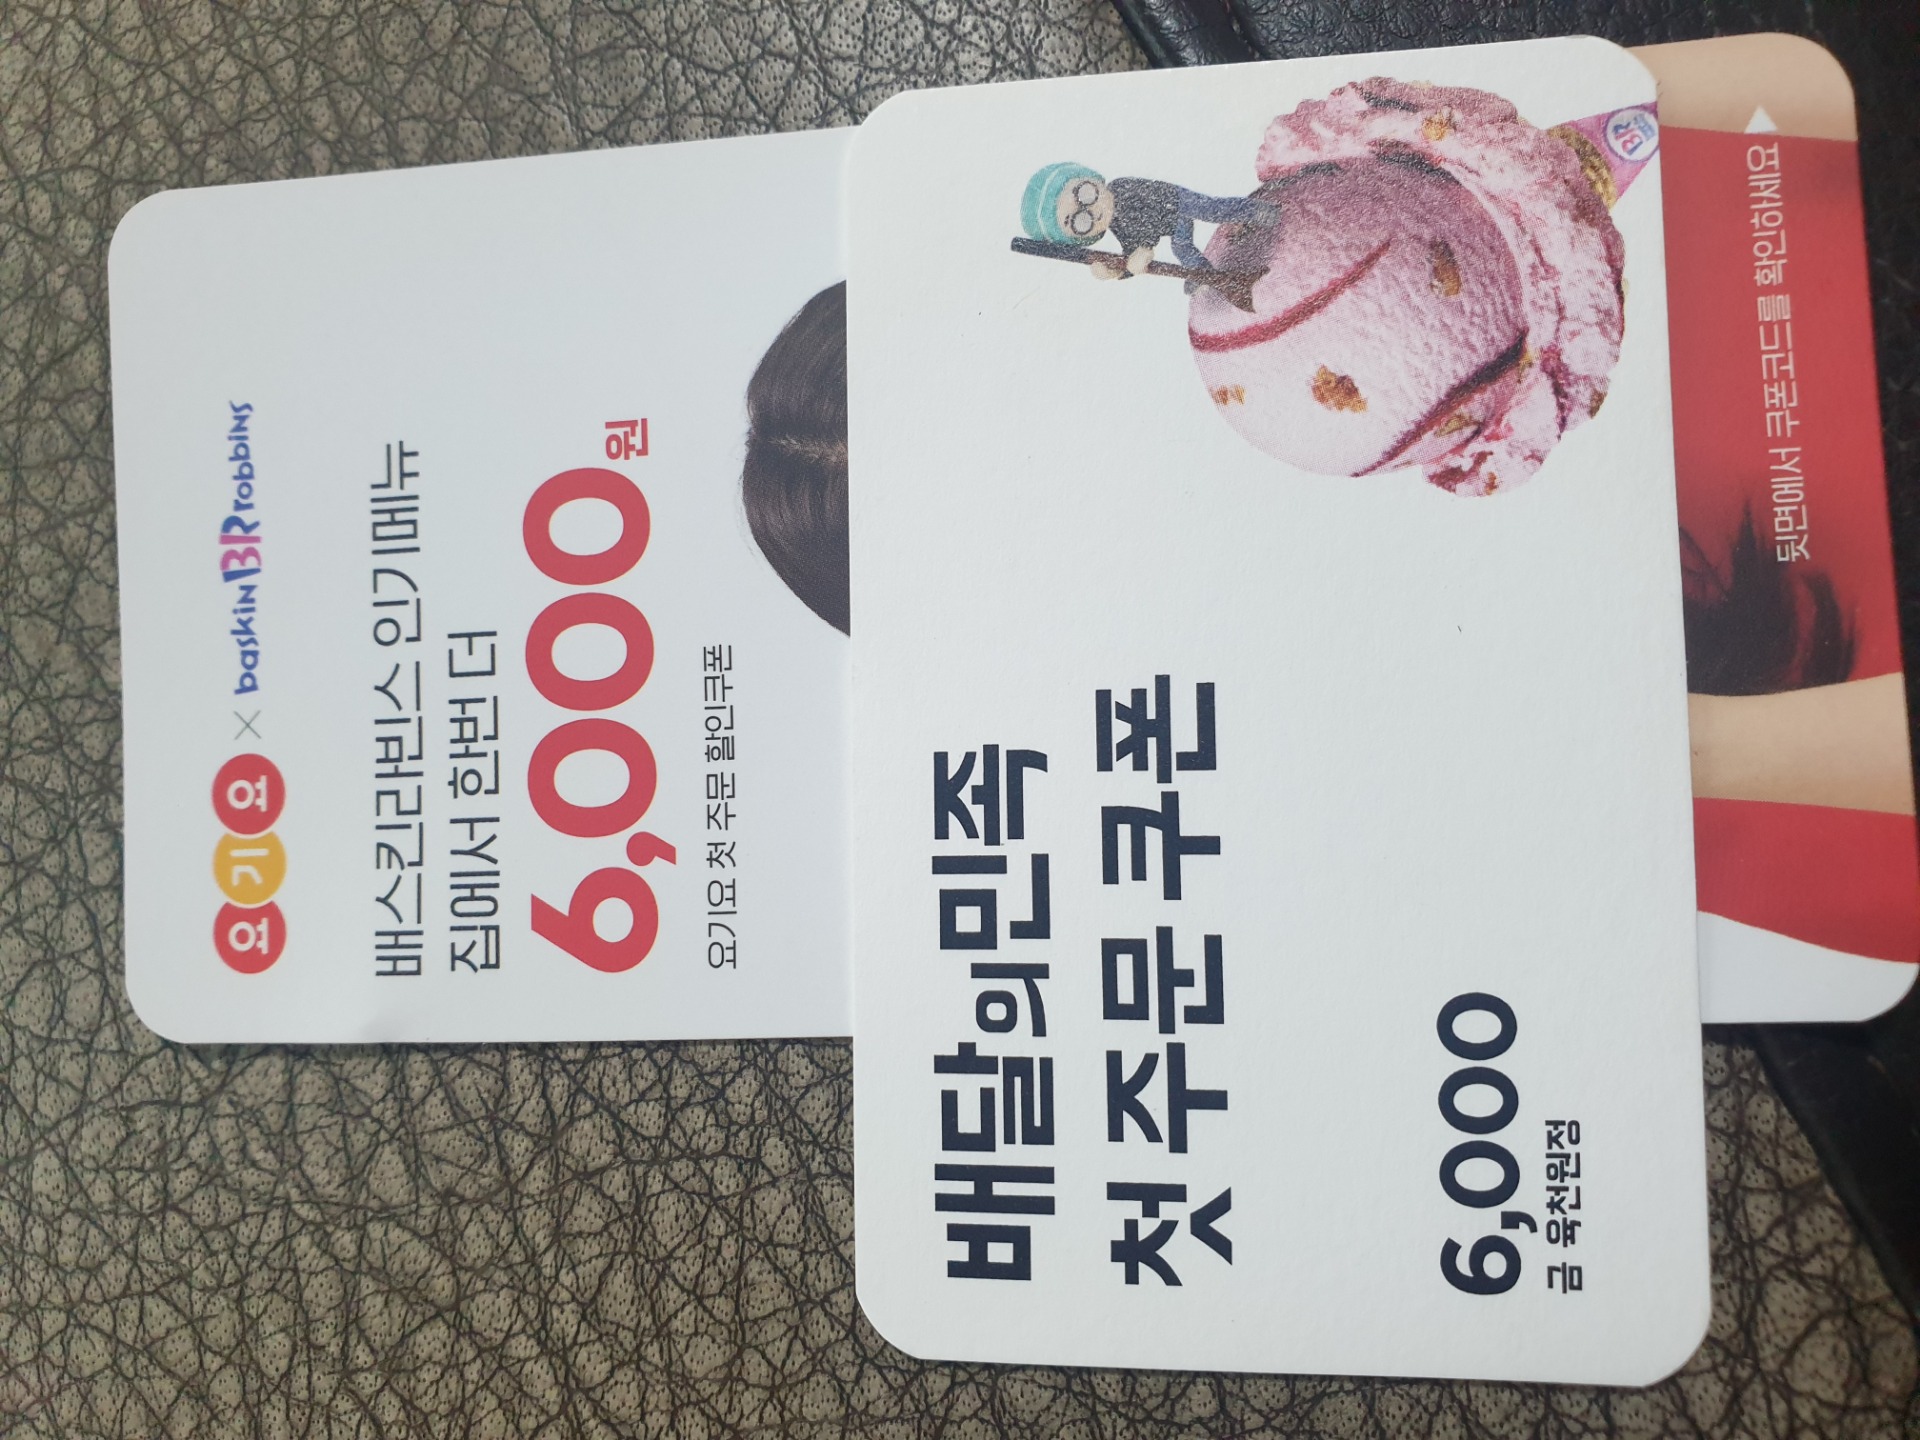 요기요 × baskin BR robbins
배스킨라빈스 인기메뉴
집에서 한번 더
6,000원
요기요 첫 주문 할인쿠폰
뒷면에서 쿠폰코드를 확인하세요
배달의민족
첫 주문 쿠폰
6,000
금 육천원정
BR